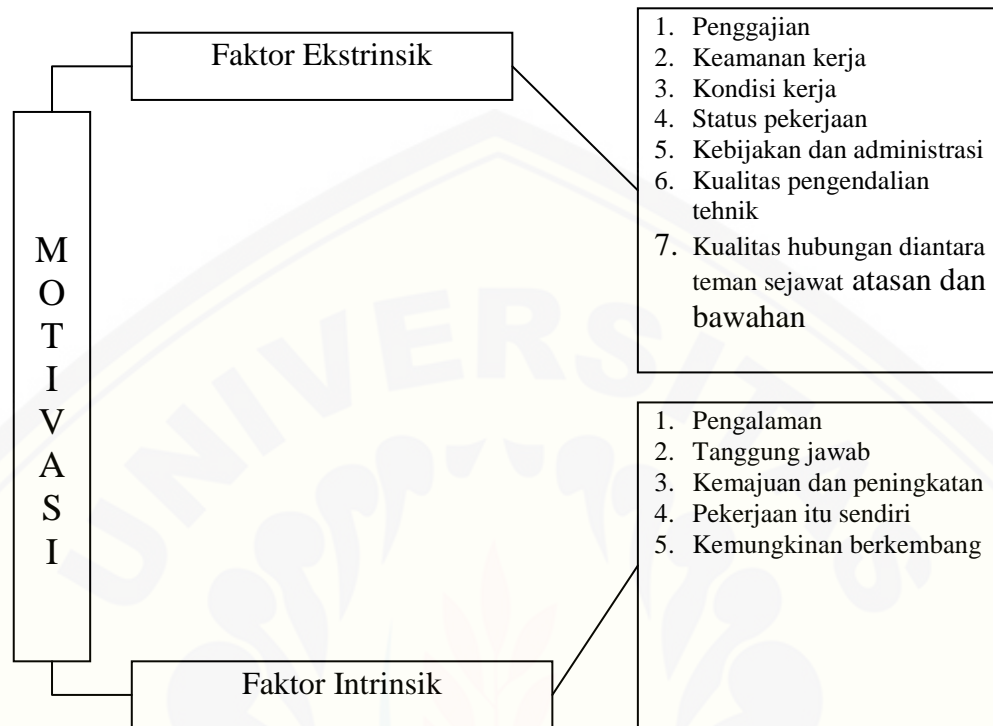 Faktor Ekstrinsik
1. Penggajian
2. Keamanan kerja
3. Kondisi kerja
4. Status pekerjaan
5. Kebijakan dan administrasi
6. Kualitas pengendalian
tehnik
7. Kualitas hubungan diantara
teman sejawat atasan dan
bawahan
M
O
T
I
V
A
S
I
1. Pengalaman
2. Tanggung jawab
3. Kemajuan dan peningkatan
4. Pekerjaan itu sendiri
5. Kemungkinan berkembang
Faktor Intrinsik
UNIVERSITAS